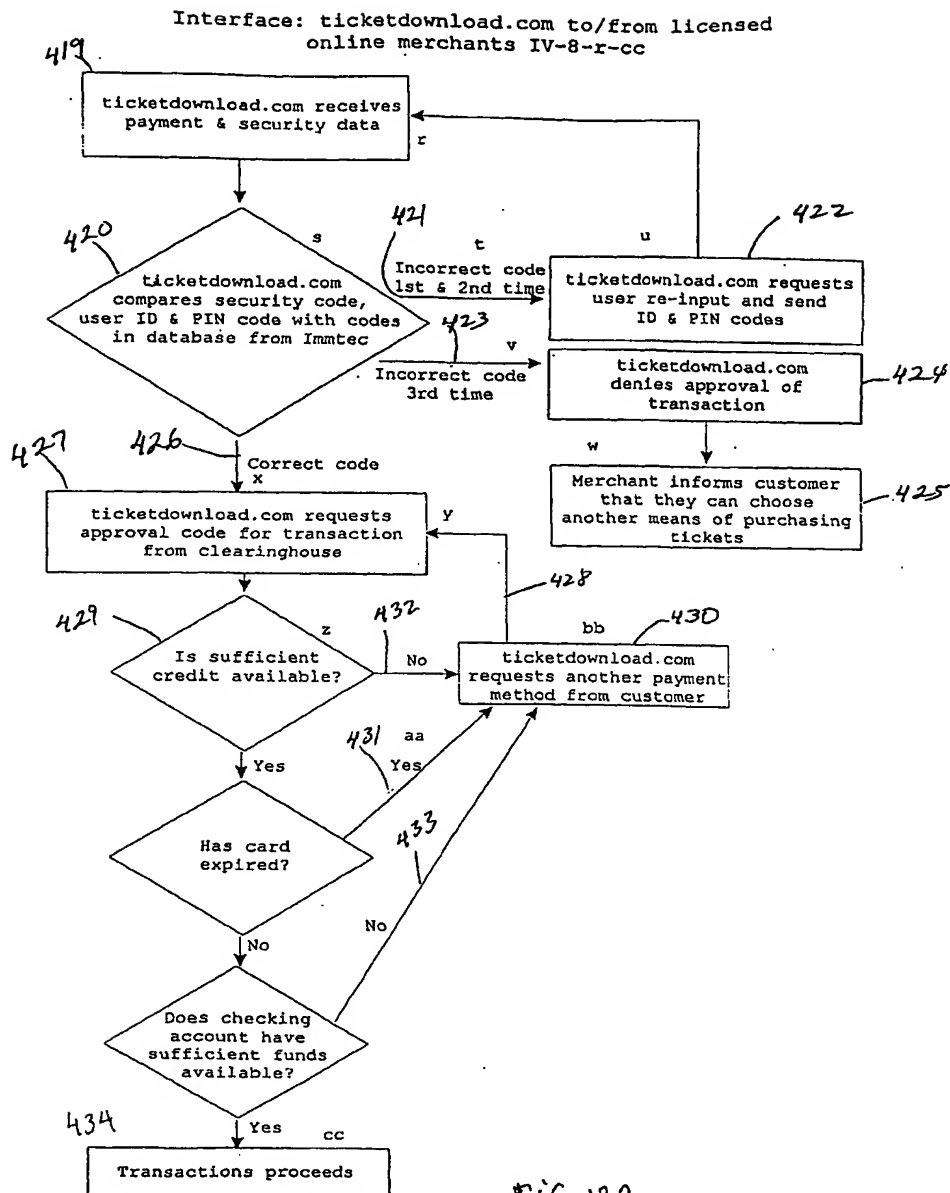 Interface: ticketdownload.com to/from licensed
online merchants IV-8-r-cc
419
ticketdownload.com receives
payment & security data
r
420
s
ticketdownload.com
compares security code,
user ID & PIN code with codes
in database from Immtec
421
t
Incorrect code
1st & 2nd time
u
422
ticketdownload.com requests
user re-input and send
ID & PIN codes
423
v
Incorrect code
3rd time
ticketdownload.com
denies approval of
transaction
424
w
Merchant informs customer
that they can choose
another means of purchasing
tickets
425
426
Correct code
x
427
ticketdownload.com requests
approval code for transaction
from clearinghouse
y
428
429
z
Is sufficient
credit available?
432
No
bb
430
ticketdownload.com
requests another payment
method from customer
Yes
431
aa
Yes
Has card
expired?
433
No
No
Does checking
account have
sufficient funds
available?
Yes
434
cc
Transactions proceeds